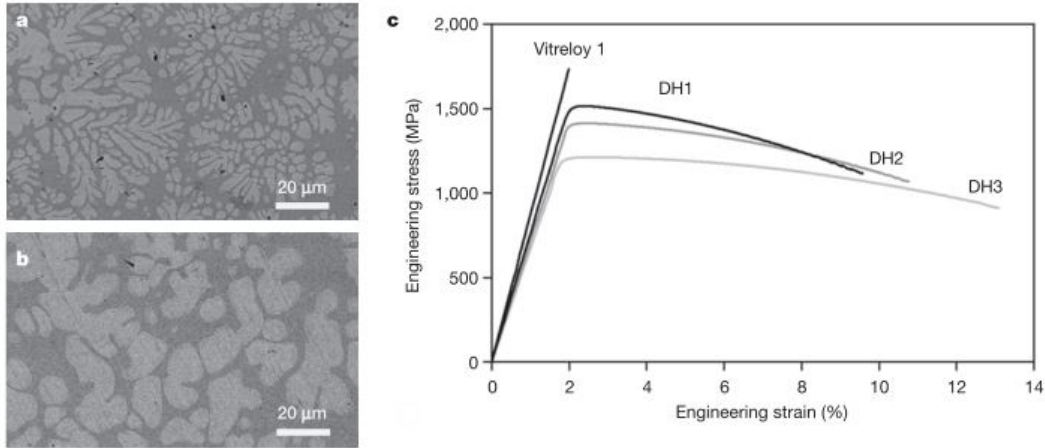 a
20 μm
b
20 μm
c
Engineering stress (MPa)
2,000
1,500
1,000
500
0
Vitreloy 1
DH1
DH2
DH3
0 2 4 6 8 10 12 14
Engineering strain (%)